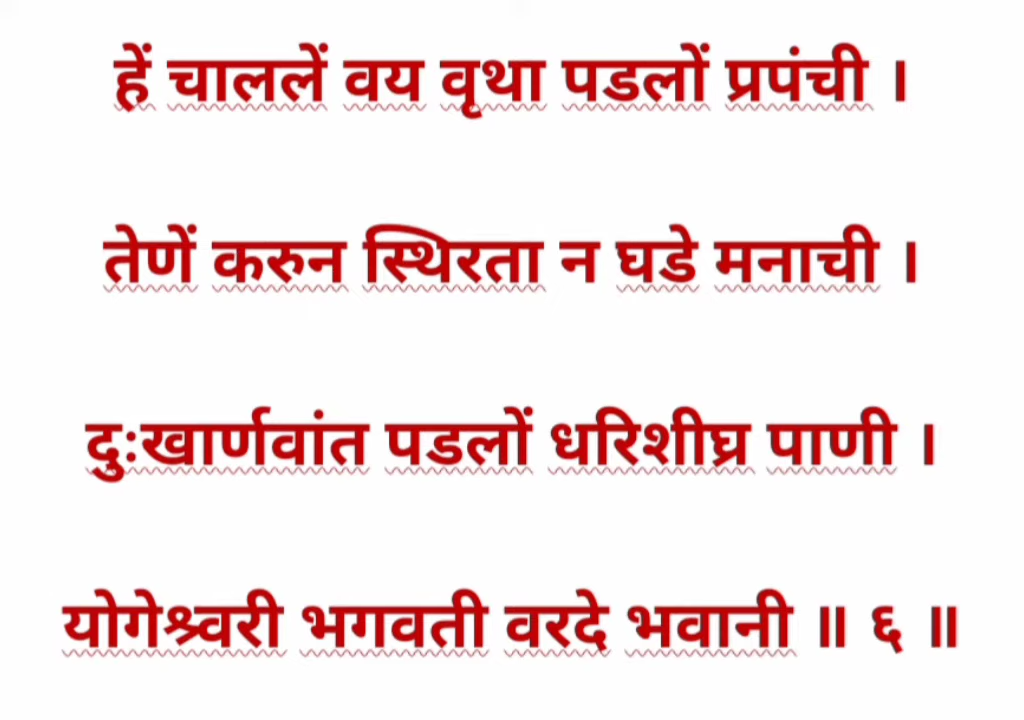 हें चाललें वय वृथा पडलों प्रपंची ।
तेणें करुन स्थिरता न घडे मनाची ।
दुःखार्णवांत पडलों धरिशीघ्र पाणी ।
योगेश्र्वरी भगवती वरदे भवानी ॥ ६ ॥